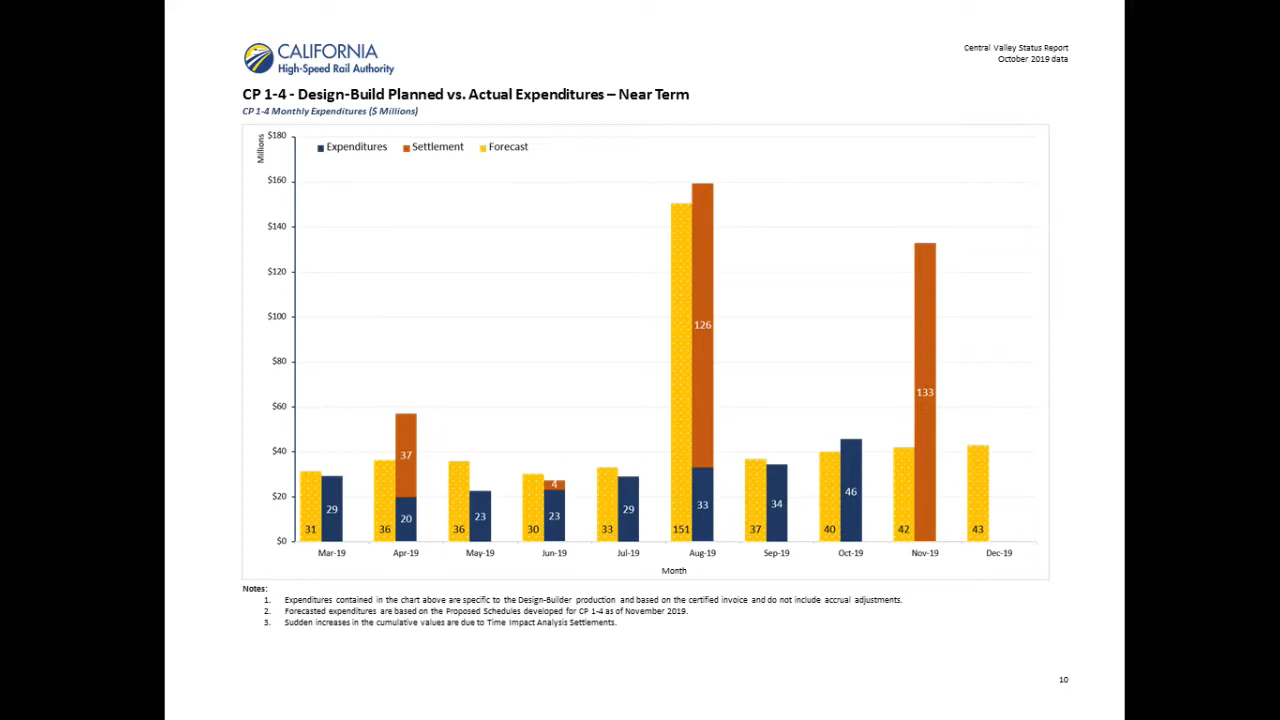 CALIFORNIA
High-Speed Rail Authority
Central Valley Status Report
October 2019 data
CP 1-4 - Design-Build Planned vs. Actual Expenditures – Near Term
CP 1-4 Monthly Expenditures ($ Millions)
Millions
Expenditures Settlement Forecast
$180
$160
$140
$120
$100
$80
$60
$40
$20
$0
31 29
36 20 37
36 23
30 23 4
33 29
151 33 126
37 34
40 46
42 133
43
Mar-19 Apr-19 May-19 Jun-19 Jul-19 Aug-19 Sep-19 Oct-19 Nov-19 Dec-19
Month
Notes:
1. Expenditures contained in the chart above are specific to the Design-Builder production and based on the certified invoice and do not include accrual adjustments.
2. Forecasted expenditures are based on the Proposed Schedules developed for CP 1-4 as of November 2019.
3. Sudden increases in the cumulative values are due to Time Impact Analysis Settlements.
10